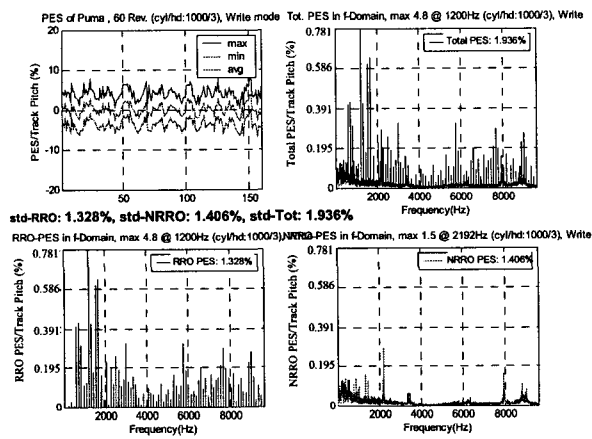 PES of Puma , 60 Rev. (cyl/hd:1000/3), Write mode
Tot. PES in f-Domain, max 4.8 @ 1200Hz (cyl/hd:1000/3), Write
PES/Track Pitch (%)
20
10
0
-10
-20
max
min
avg
50
100
150
Total PES/Track Pitch (%)
0.781
0.586
0.391
0.195
0
Total PES: 1.936%
2000
4000
6000
8000
Frequency(Hz)
std-RRO: 1.328%, std-NRRO: 1.406%, std-Tot: 1.936%
RRO-PES in f-Domain, max 4.8 @ 1200Hz (cyl/hd:1000/3),
PES in f-Domain, max 1.5 @ 2192Hz (cyl/hd:1000/3), Write
RRO PES/Track Pitch (%)
0.781
0.586
0.391
0.195
0
RRO PES: 1.328%
2000
4000
6000
8000
Frequency(Hz)
NRRO PES/Track Pitch (%)
0.781
0.586
0.391
0.195
0
NRRO PES: 1.406%
2000
4000
6000
8000
Frequency(Hz)